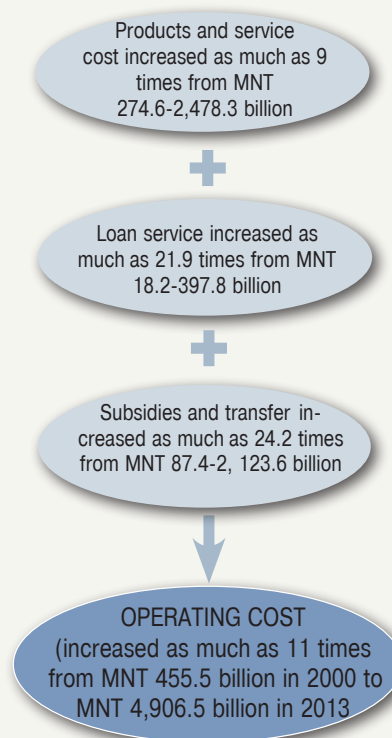 Products and service
cost increased as much as 9
times from MNT
274.6-2,478.3 billion
Loan service increased as
much as 21.9 times from MNT
18.2-397.8 billion
Subsidies and transfer in-
creased as much as 24.2 times
from MNT 87.4-2, 123.6 billion
OPERATING COST
(increased as much as 11 times
from MNT 455.5 billion in 2000 to
MNT 4,906.5 billion in 2013